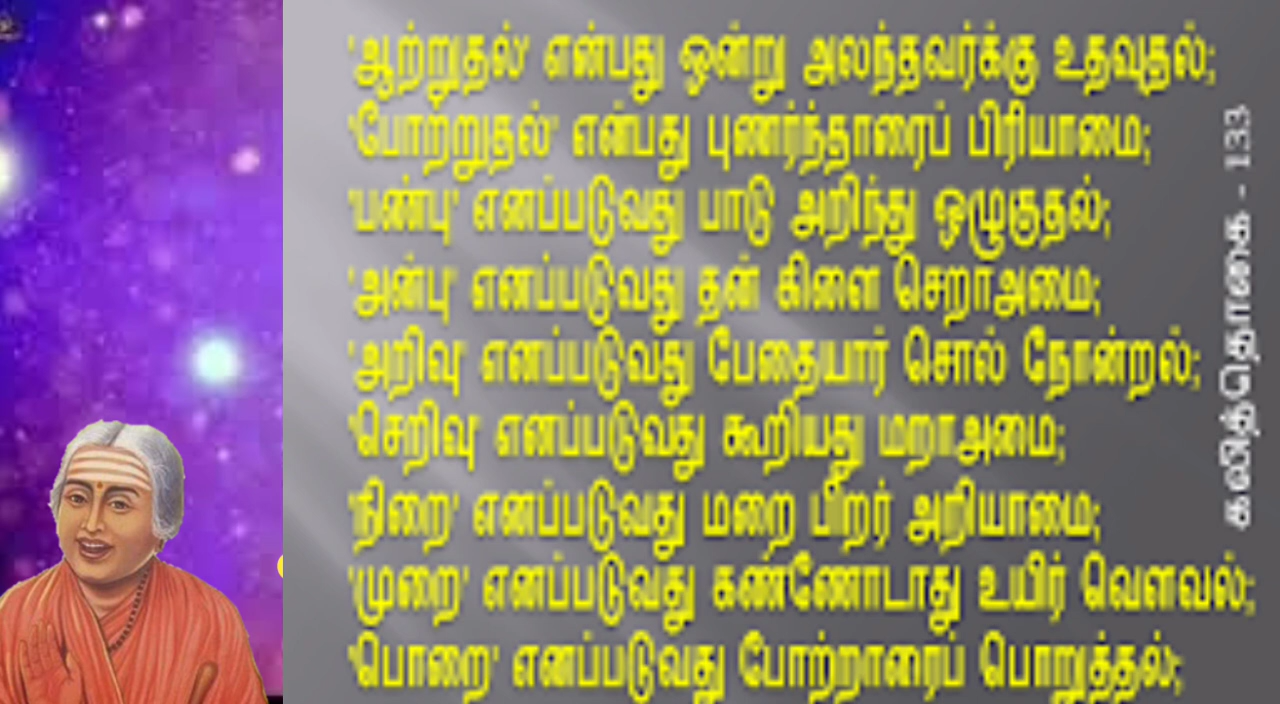 'ஆற்றுதல்' என்பது ஒன்று அலந்தவர்க்கு உதவுதல்;
'போற்றுதல்' என்பது புணர்ந்தாரைப் பிரியாமை;
'பண்பு' எனப்படுவது பாடு அறிந்து ஒழுகுதல்;
'அன்பு' எனப்படுவது தன் கிளை செறாஅமை;
'அறிவு' எனப்படுவது பேதையார் சொல் நோன்றல்;
'செறிவு' எனப்படுவது கூறியது மறாஅமை;
'நிறை' எனப்படுவது மறை பிறர் அறியாமை;
'முறை' எனப்படுவது கண்ணோடாது உயிர் வௌவல்;
'பொறை' எனப்படுவது போற்றாரைப் பொறுத்தல்;
கலித்தொகை - 133